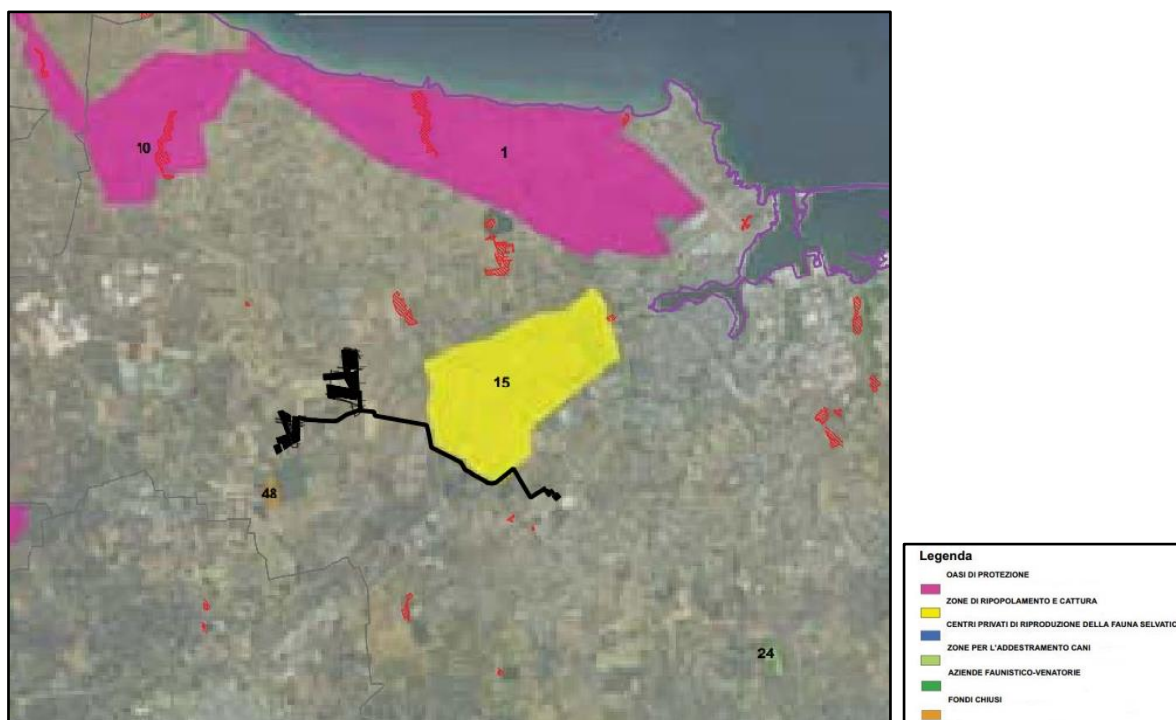 10
1
15
48
24
Legenda
OASI DI PROTEZIONE
ZONE DI RIPOPOLAMENTO E CATTURA
CENTRI PRIVATI DI RIPRODUZIONE DELLA FAUNA SELVATIC
ZONE PER L'ADDESTRAMENTO CANI
AZIENDE FAUNISTICO-VENATORIE
FONDI CHIUSI